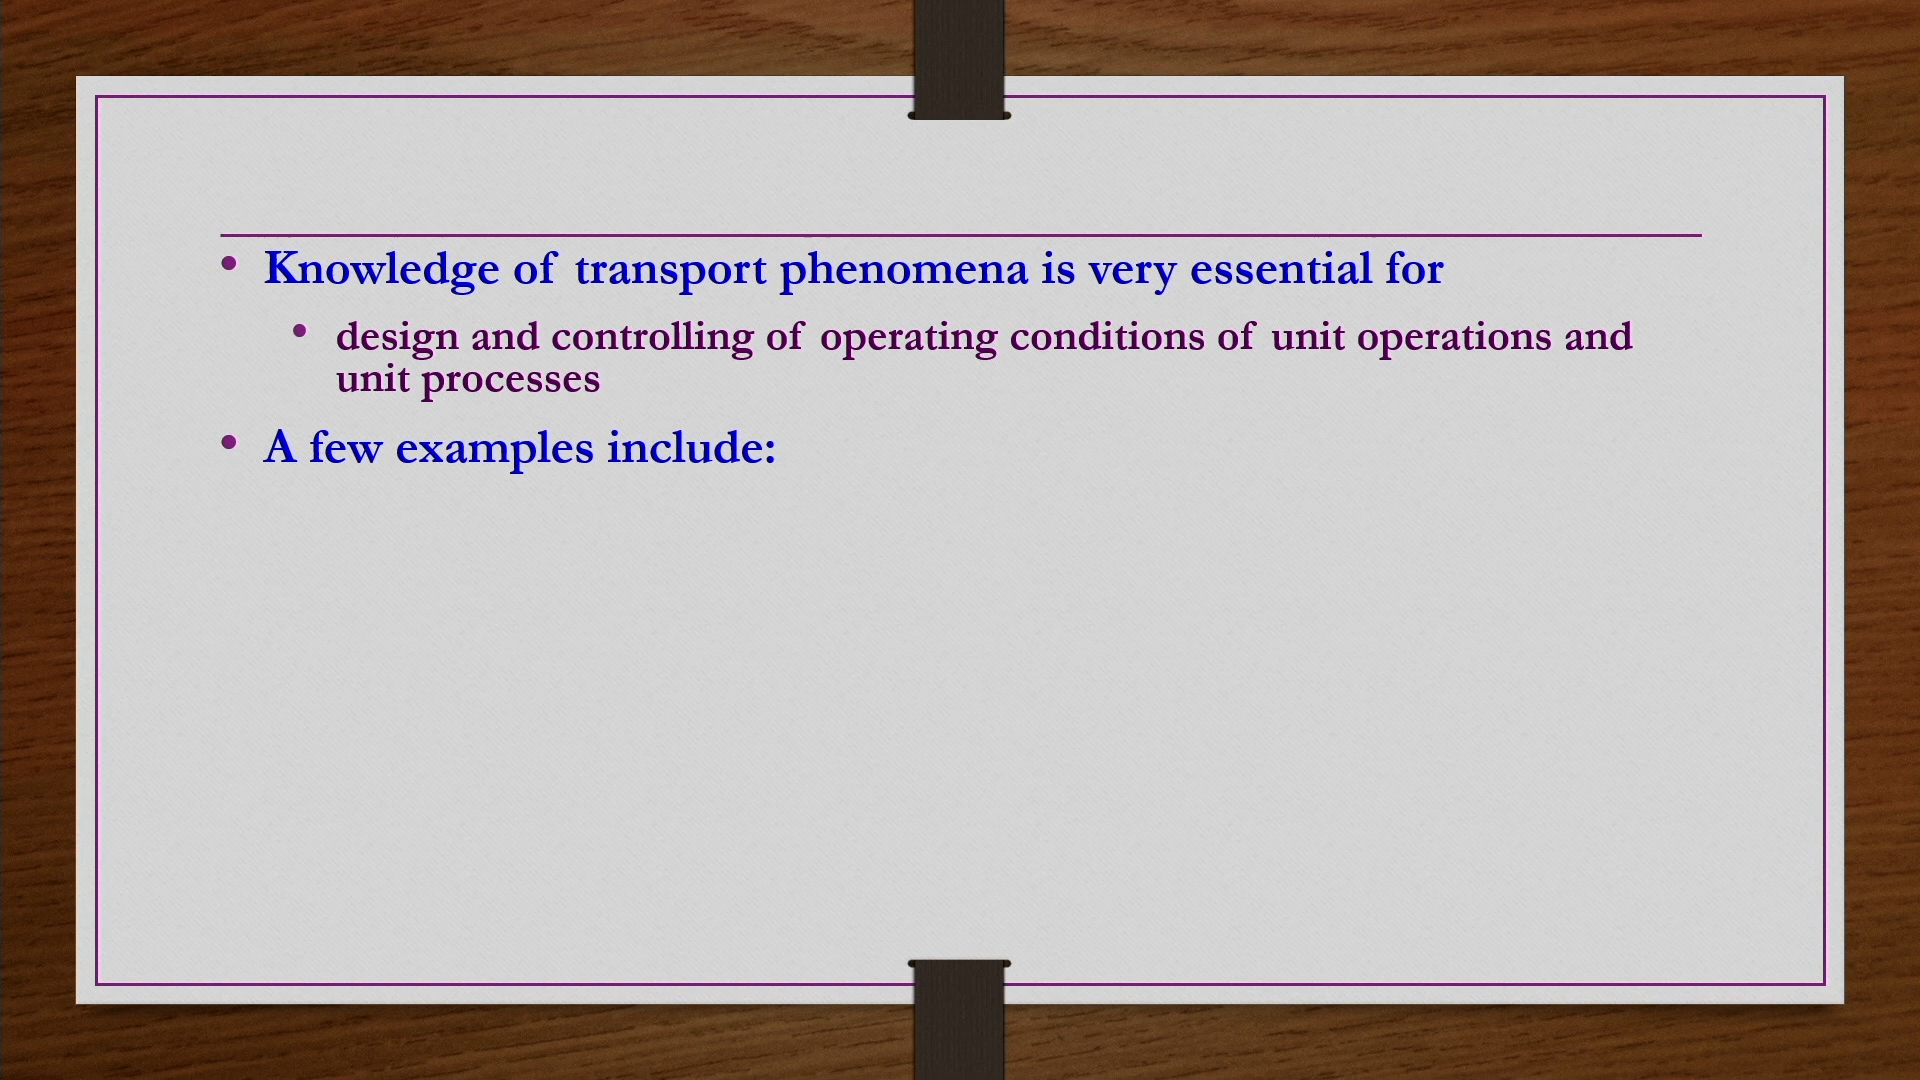 • Knowledge of transport phenomena is very essential for
• design and controlling of operating conditions of unit operations and
unit processes
• A few examples include: